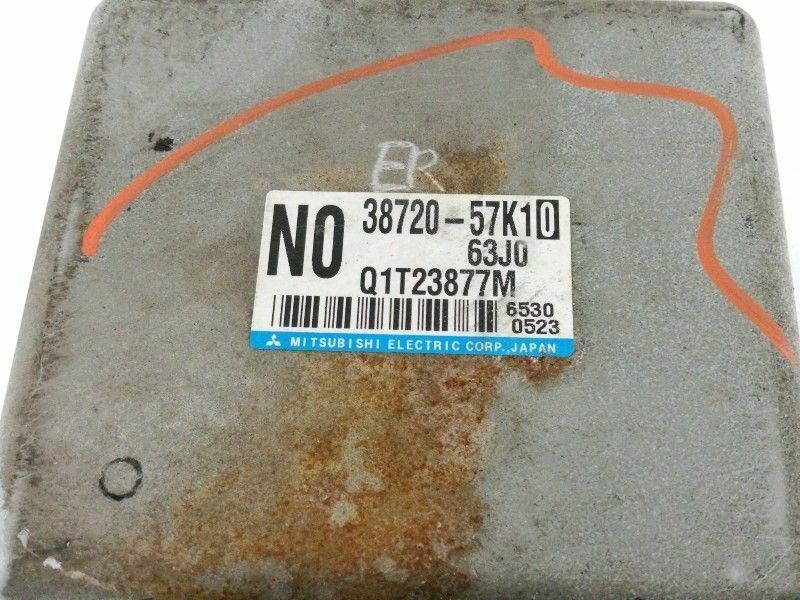 ER
NO 38720-57K10
63J0
Q1T23877M
6530
0523
MITSUBISHI ELECTRIC CORP.,JAPAN